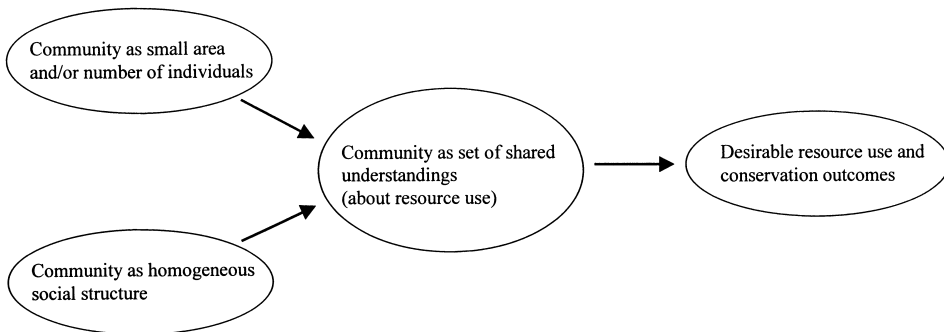 Community as small area
and/or number of individuals
Community as set of shared
understandings
(about resource use)
Desirable resource use and
conservation outcomes
Community as homogeneous
social structure